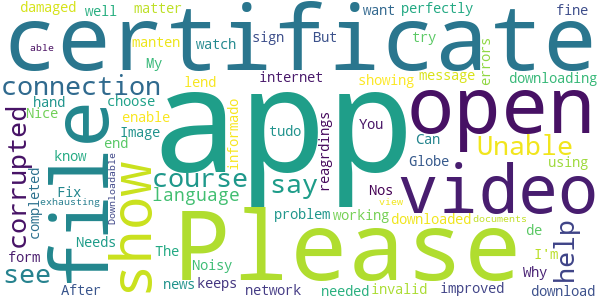 damaged well matter want perfectly
certificate
manten watch sign But try fine
able My message errors
connection internet showing downloading
hand choose lend app open
corrupted file Nice enable Image informado tudo You Unable
know end reagrdings Can Globe using
show course say video
completed Fix Downloadable language Nos
exhausting problem working downloaded view documents
see Needs The Please de help
form Noisy I'm
news keeps needed invalid Why
After network improved download